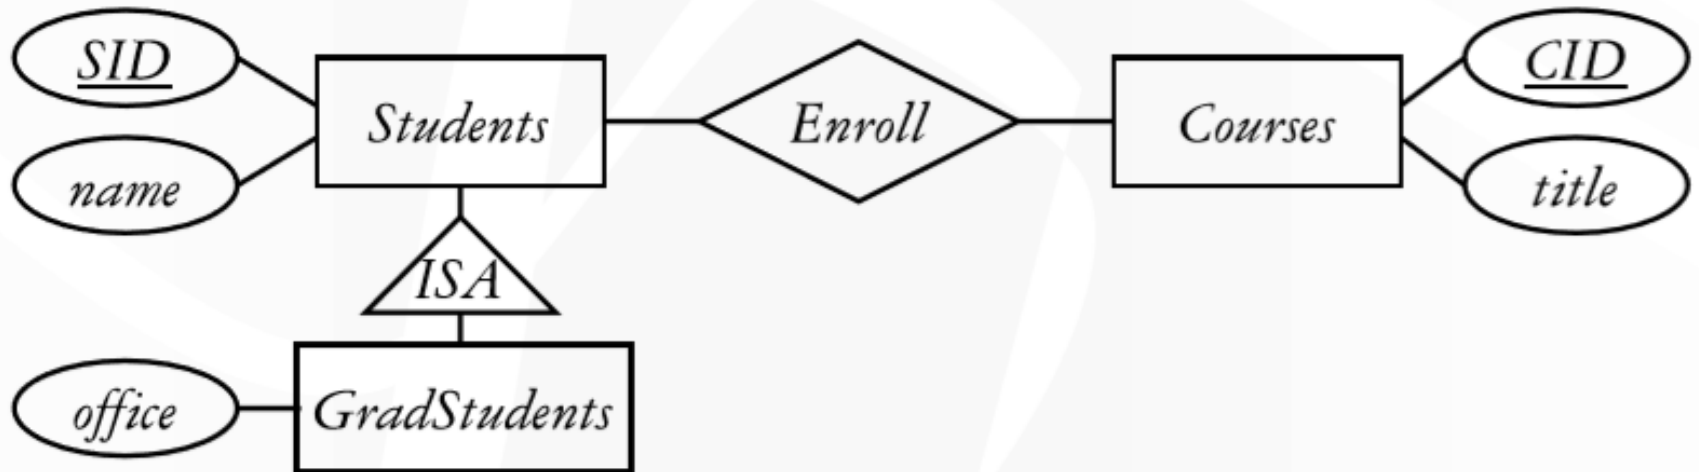 SID
name
Students
Enroll
Courses
CID
title
ISA
office
GradStudents